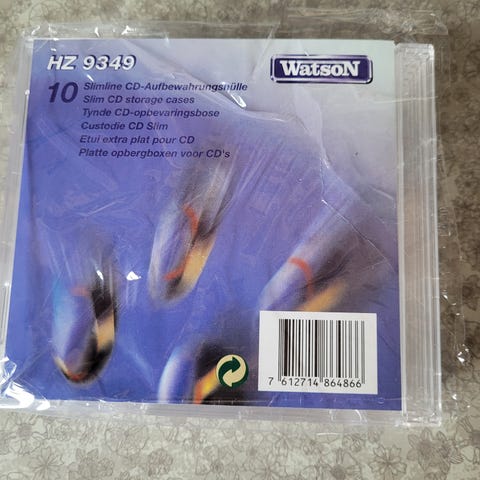 HZ 9349
WatsoN
10 Slimline CD-Aufbewahrungshülle
Slim CD storage cases
Tynde CD-opbevaringsbose
Custodie CD Slim
Etui extra plat pour CD
Platte opbergboxen voor CD's
7 612714 864866